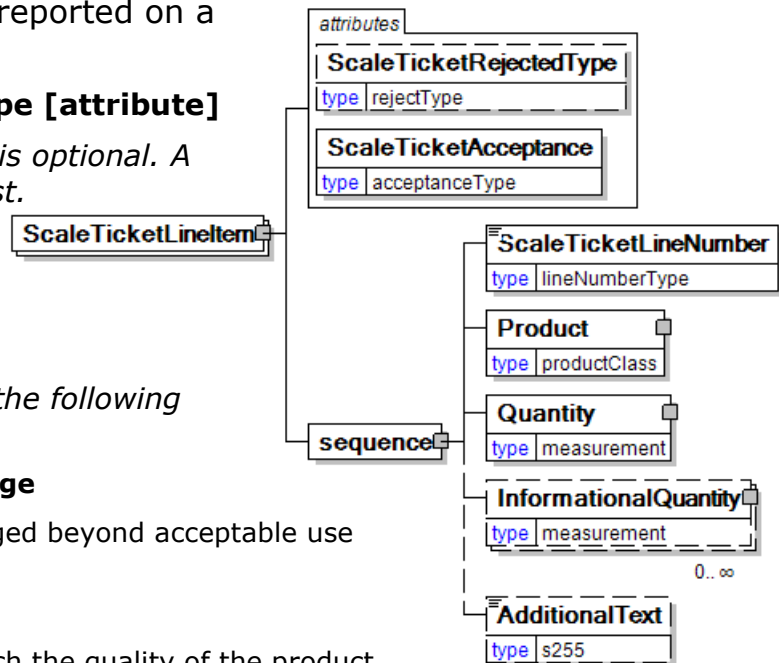 reported on a
pe [attribute]
is optional. A
st.
the following
ge
ged beyond acceptable use
ch the quality of the product
attributes
ScaleTicketRejectedType
type rejectType
ScaleTicketAcceptance
type acceptanceType
ScaleTicketLineItem
sequence
ScaleTicketLineNumber
type lineNumberType
Product
type productClass
Quantity
type measurement
InformationalQuantity
type measurement
0.. ∞
AdditionalText
type s255